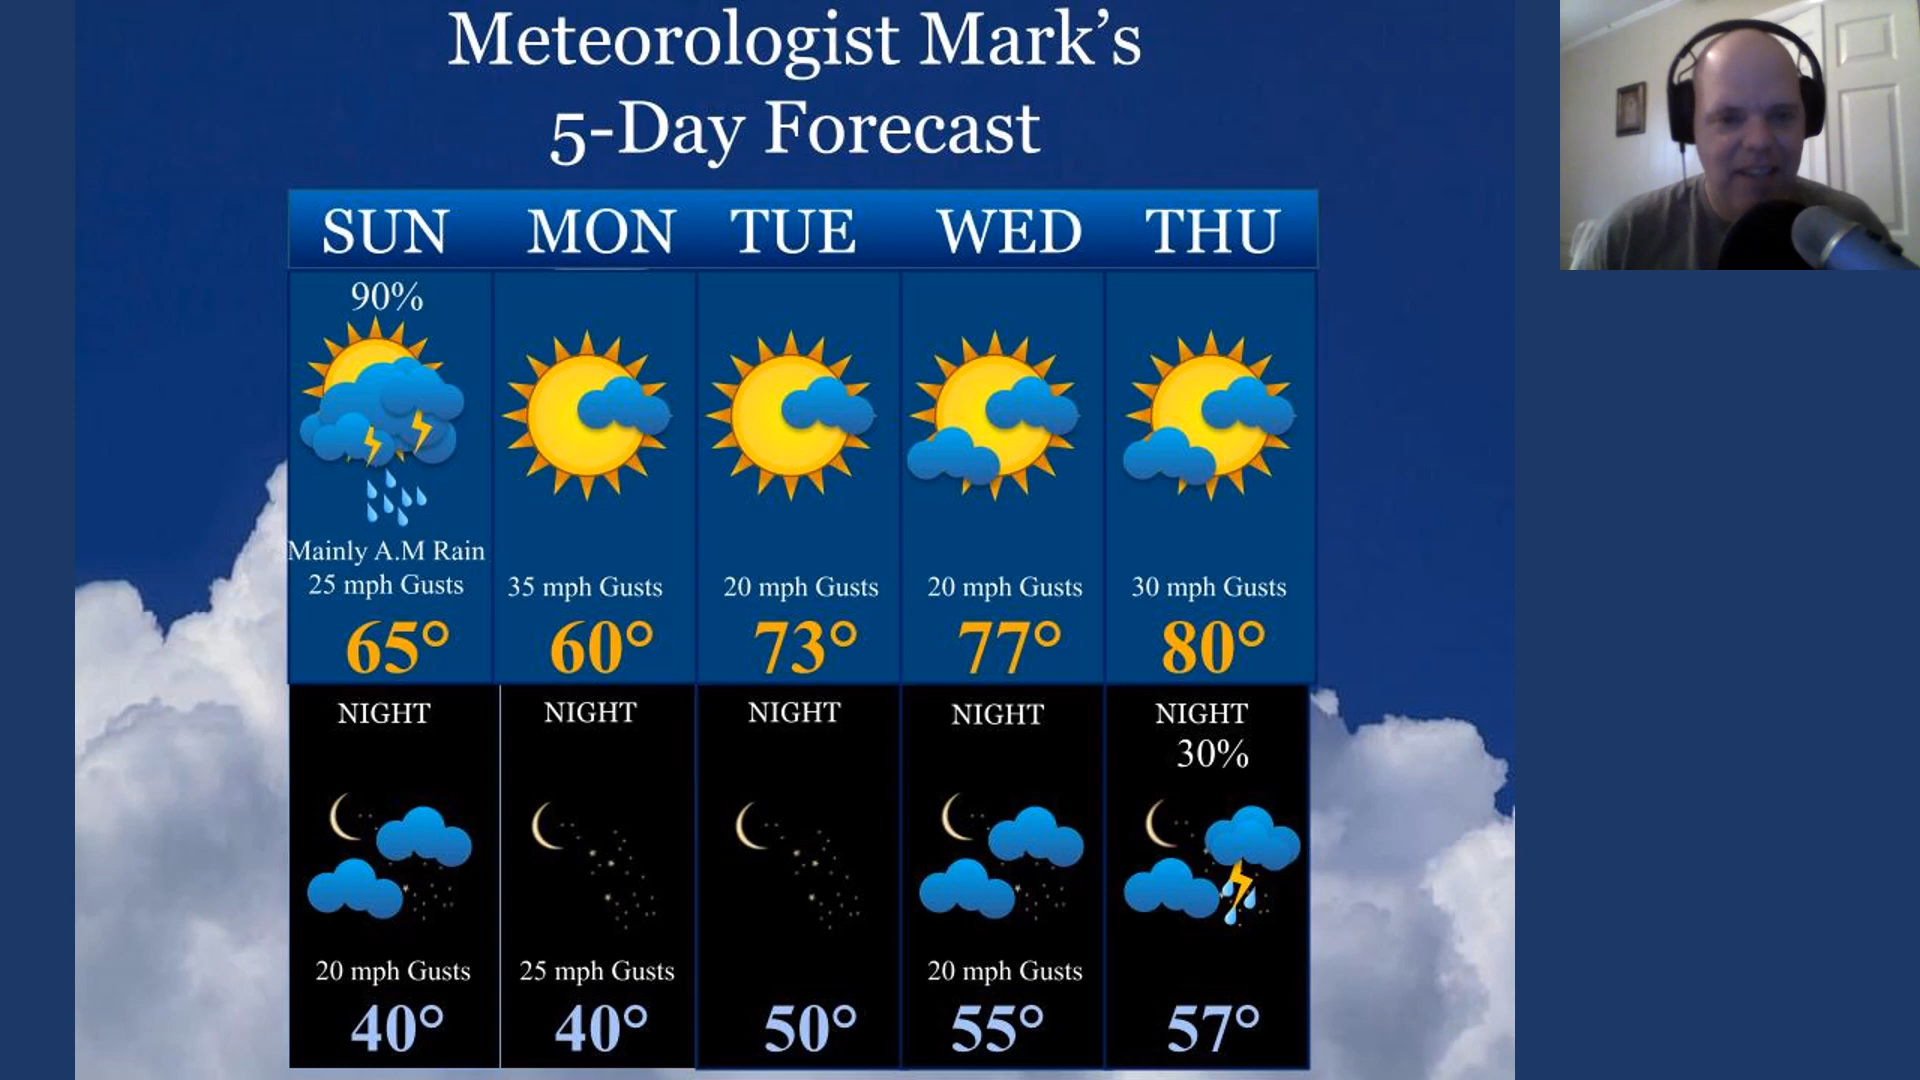 Meteorologist Mark’s
5-Day Forecast
SUN MON TUE WED THU
90%
Mainly A.M Rain
25 mph Gusts 35 mph Gusts 20 mph Gusts 20 mph Gusts 30 mph Gusts
65° 60° 73° 77° 80°
NIGHT NIGHT NIGHT NIGHT NIGHT
30%
20 mph Gusts 25 mph Gusts 20 mph Gusts
40° 40° 50° 55° 57°